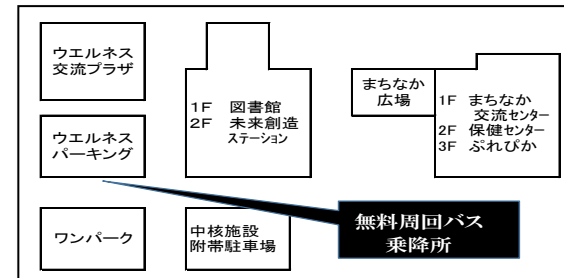 ウエルネス
交流プラザ
ウエルネス
パーキング
ワンパーク
1F 図書館
2F 未来創造
ステーション
中核施設
附帯駐車場
まちなか
広場
1F まちなか
交流センター
2F 保健センター
3F ぷれぴか
無料周回バス
乗降所